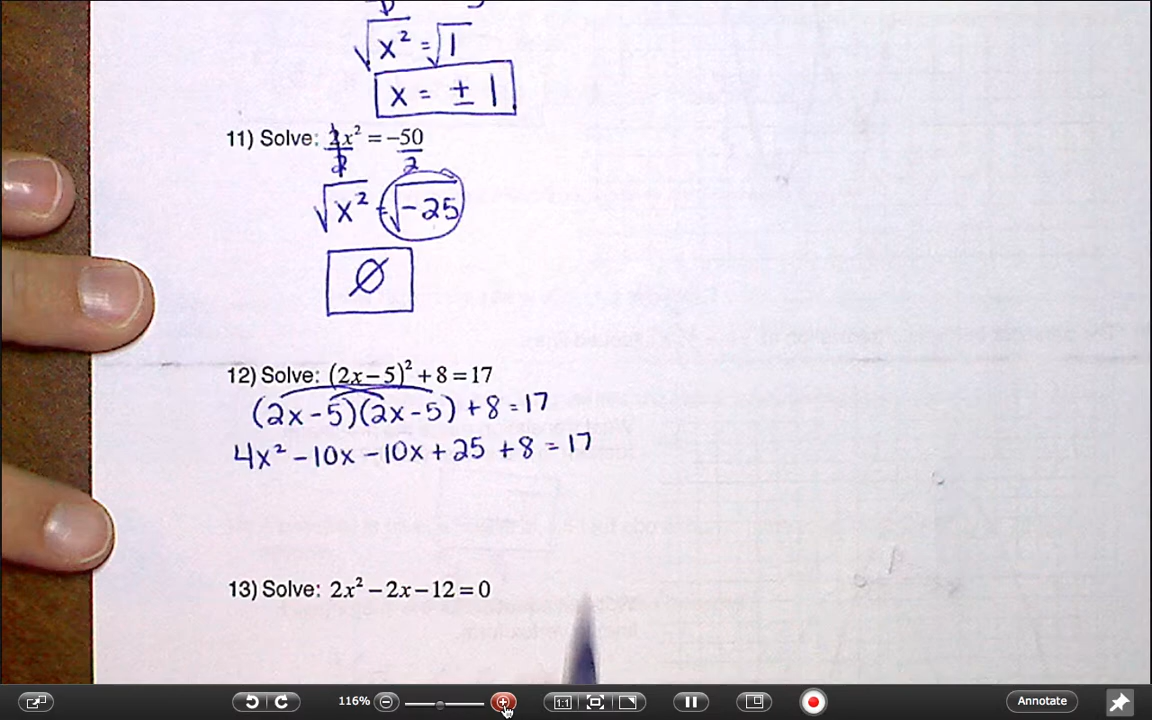 √x² = √1
x = ± 1
11) Solve: 2x² = −50
2 2
√x² = √−25
∅
12) Solve: (2x − 5)² + 8 = 17
(2x − 5)(2x − 5) + 8 = 17
4x² − 10x − 10x + 25 + 8 = 17
13) Solve: 2x² − 2x − 12 = 0
116%
1:1
Annotate